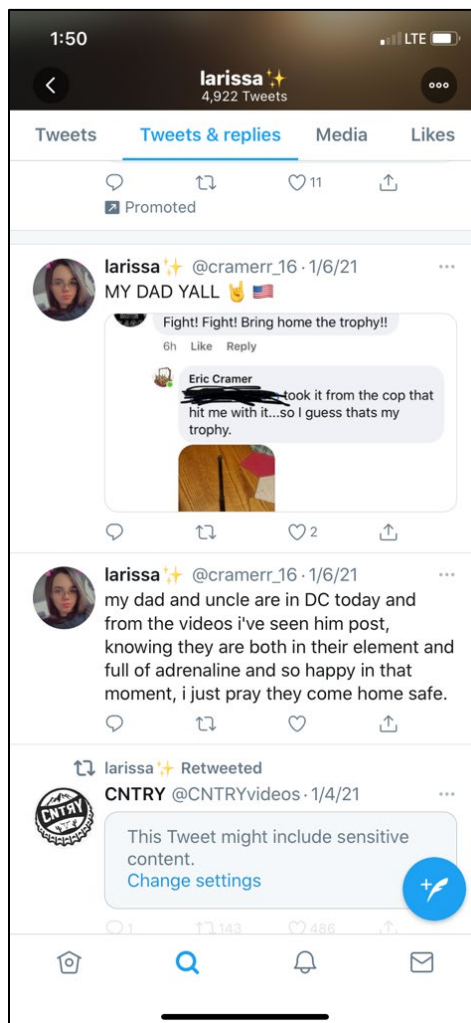 1:50
LTE
larissa✨
4,922 Tweets
Tweets
Tweets & replies
Media
Likes
11
Promoted
larissa✨ @cramerr_16 · 1/6/21
MY DAD YALL 🤘 🇺🇸
Fight! Fight! Bring home the trophy!!
6h Like Reply
Eric Cramer
took it from the cop that
hit me with it...so I guess thats my
trophy.
2
larissa✨ @cramerr_16 · 1/6/21
my dad and uncle are in DC today and
from the videos i've seen him post,
knowing they are both in their element and
full of adrenaline and so happy in that
moment, i just pray they come home safe.
larissa✨ Retweeted
CNTRY @CNTRYvideos · 1/4/21
CNTRY
This Tweet might include sensitive
content.
Change settings
1
143
486